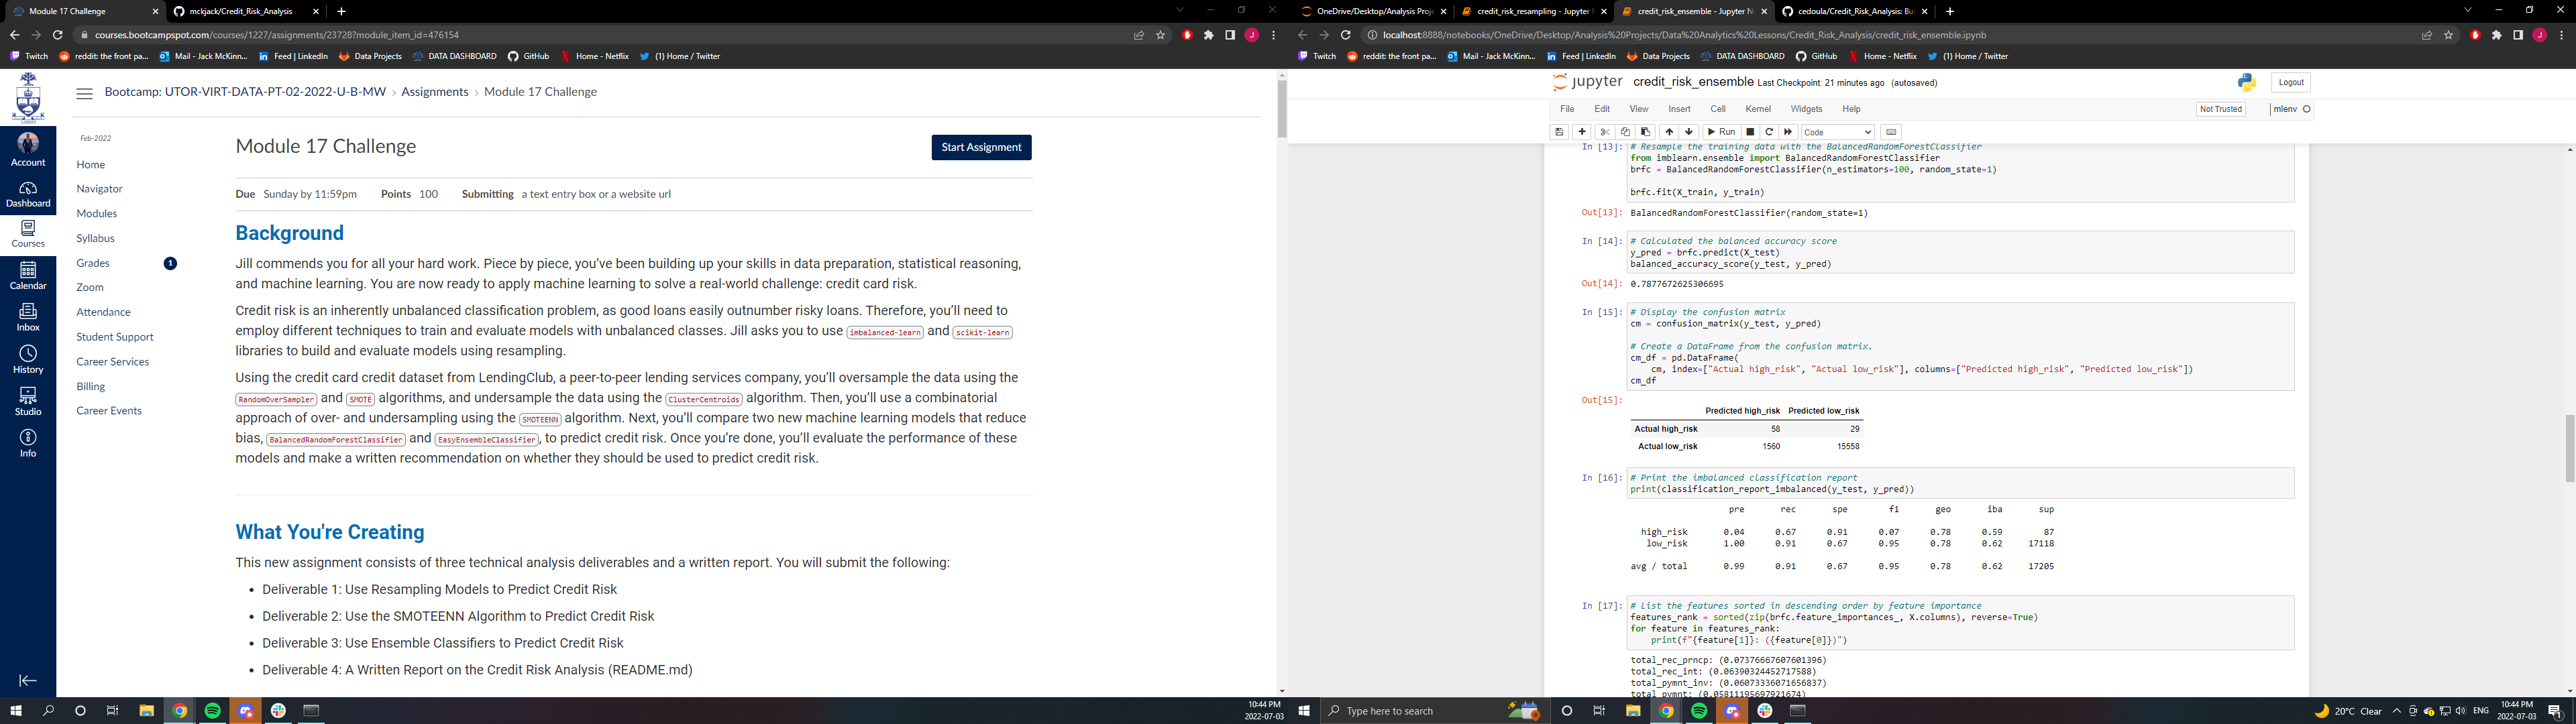 Module 17 Challenge
mckjack/Credit_Risk_Analysis
courses.bootcampspot.com/courses/1227/assignments/23728?module_item_id=476154
Twitch
reddit: the front pa...
Mail - Jack McKinn...
Feed | LinkedIn
Data Projects
DATA DASHBOARD
GitHub
Home - Netflix
(1) Home / Twitter
Account
Dashboard
Courses
Calendar
Inbox
History
Studio
Info
Bootcamp: UTOR-VIRT-DATA-PT-02-2022-U-B-MW > Assignments > Module 17 Challenge
Feb-2022
Home
Navigator
Modules
Syllabus
Grades 1
Zoom
Attendance
Student Support
Career Services
Billing
Career Events
Module 17 Challenge
Start Assignment
Due Sunday by 11:59pm Points 100 Submitting a text entry box or a website url
Background
Jill commends you for all your hard work. Piece by piece, you've been building up your skills in data preparation, statistical reasoning,
and machine learning. You are now ready to apply machine learning to solve a real-world challenge: credit card risk.
Credit risk is an inherently unbalanced classification problem, as good loans easily outnumber risky loans. Therefore, you'll need to
employ different techniques to train and evaluate models with unbalanced classes. Jill asks you to use imbalanced-learn and scikit-learn
libraries to build and evaluate models using resampling.
Using the credit card credit dataset from LendingClub, a peer-to-peer lending services company, you'll oversample the data using the
RandomOverSampler and SMOTE algorithms, and undersample the data using the ClusterCentroids algorithm. Then, you'll use a combinatorial
approach of over- and undersampling using the SMOTEENN algorithm. Next, you'll compare two new machine learning models that reduce
bias, BalancedRandomForestClassifier and EasyEnsembleClassifier, to predict credit risk. Once you're done, you'll evaluate the performance of these
models and make a written recommendation on whether they should be used to predict credit risk.
What You're Creating
This new assignment consists of three technical analysis deliverables and a written report. You will submit the following:
• Deliverable 1: Use Resampling Models to Predict Credit Risk
• Deliverable 2: Use the SMOTEENN Algorithm to Predict Credit Risk
• Deliverable 3: Use Ensemble Classifiers to Predict Credit Risk
• Deliverable 4: A Written Report on the Credit Risk Analysis (README.md)
10:44 PM
2022-07-03
OneDrive/Desktop/Analysis Proje
credit_risk_resampling - Jupyter
credit_risk_ensemble - Jupyter N
cedoula/Credit_Risk_Analysis: Bu
localhost:8888/notebooks/OneDrive/Desktop/Analysis%20Projects/Data%20Analytics%20Lessons/Credit_Risk_Analysis/credit_risk_ensemble.ipynb
Twitch
reddit: the front pa...
Mail - Jack McKinn...
Feed | LinkedIn
Data Projects
DATA DASHBOARD
GitHub
Home - Netflix
(1) Home / Twitter
jupyter credit_risk_ensemble Last Checkpoint: 21 minutes ago (autosaved)
Logout
File Edit View Insert Cell Kernel Widgets Help
Not Trusted
mlenv
Run
Code
In [13]: # Resample the training data with the BalancedRandomForestClassifier
from imblearn.ensemble import BalancedRandomForestClassifier
brfc = BalancedRandomForestClassifier(n_estimators=100, random_state=1)
brfc.fit(X_train, y_train)
Out[13]: BalancedRandomForestClassifier(random_state=1)
In [14]: # Calculated the balanced accuracy score
y_pred = brfc.predict(X_test)
balanced_accuracy_score(y_test, y_pred)
Out[14]: 0.7877672625306695
In [15]: # Display the confusion matrix
cm = confusion_matrix(y_test, y_pred)
# Create a DataFrame from the confusion matrix.
cm_df = pd.DataFrame(
cm, index=["Actual high_risk", "Actual low_risk"], columns=["Predicted high_risk", "Predicted low_risk"])
cm_df
Out[15]:
Predicted high_risk Predicted low_risk
Actual high_risk 58 29
Actual low_risk 1560 15558
In [16]: # Print the imbalanced classification report
print(classification_report_imbalanced(y_test, y_pred))
pre rec spe f1 geo iba sup
high_risk 0.04 0.67 0.91 0.07 0.78 0.59 87
low_risk 1.00 0.91 0.67 0.95 0.78 0.62 17118
avg / total 0.99 0.91 0.67 0.95 0.78 0.62 17205
In [17]: # List the features sorted in descending order by feature importance
features_rank = sorted(zip(brfc.feature_importances_, X.columns), reverse=True)
for feature in features_rank:
print(f"{feature[1]}: ({feature[0]})")
total_rec_prncp: (0.07376667607601396)
total_rec_int: (0.06390324452717588)
total_pymnt_inv: (0.06073336071656837)
total_pymnt: (0.05811195697921674)
Type here to search
20°C Clear
ENG
10:44 PM
2022-07-03